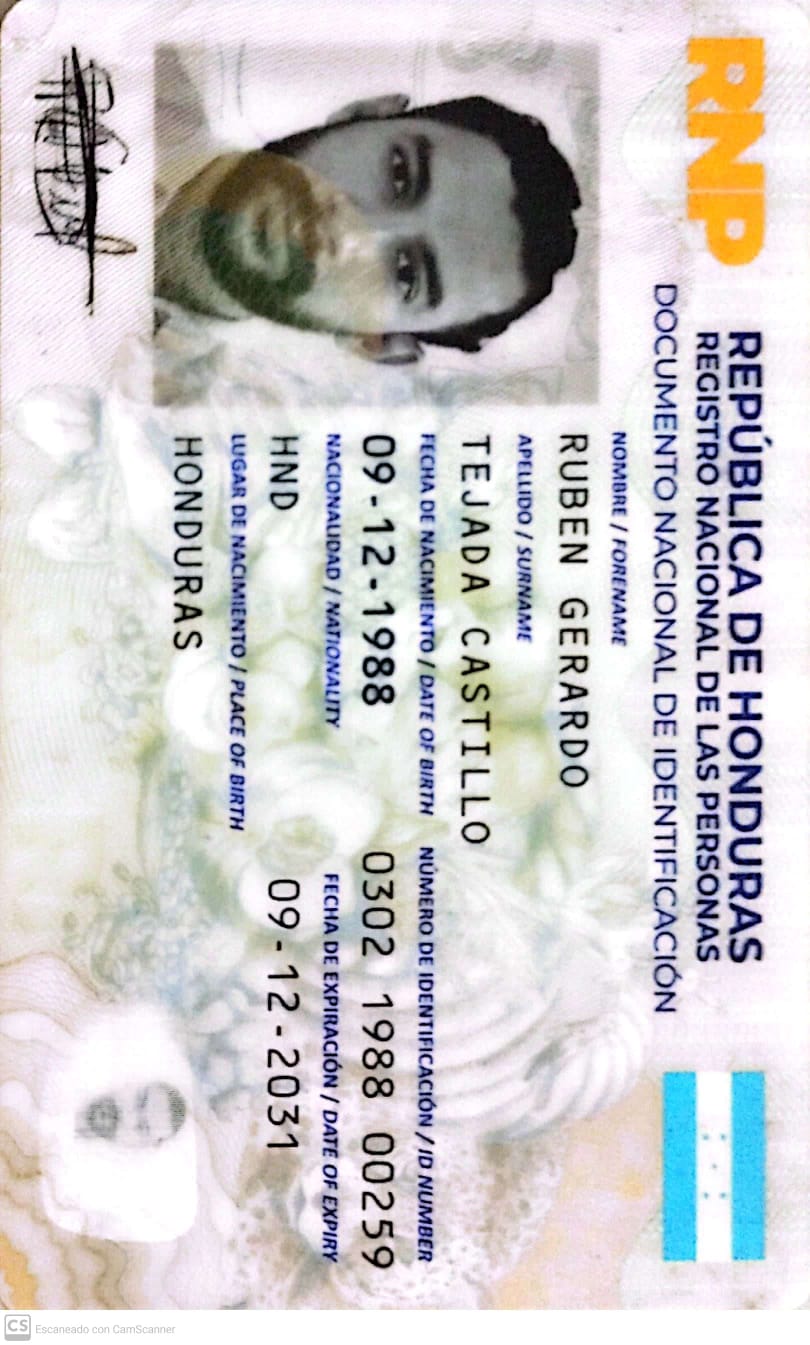 RNP
REPÚBLICA DE HONDURAS
REGISTRO NACIONAL DE LAS PERSONAS
DOCUMENTO NACIONAL DE IDENTIFICACIÓN
NOMBRE / FORENAME
RUBEN GERARDO
APELLIDO / SURNAME
TEJADA CASTILLO
FECHA DE NACIMIENTO / DATE OF BIRTH NÚMERO DE IDENTIFICACIÓN / ID NUMBER
09-12-1988 0302 1988 00259
NACIONALIDAD / NATIONALITY FECHA DE EXPIRACIÓN / DATE OF EXPIRY
HND 09-12-2031
LUGAR DE NACIMIENTO / PLACE OF BIRTH
HONDURAS
CS Escaneado con CamScanner